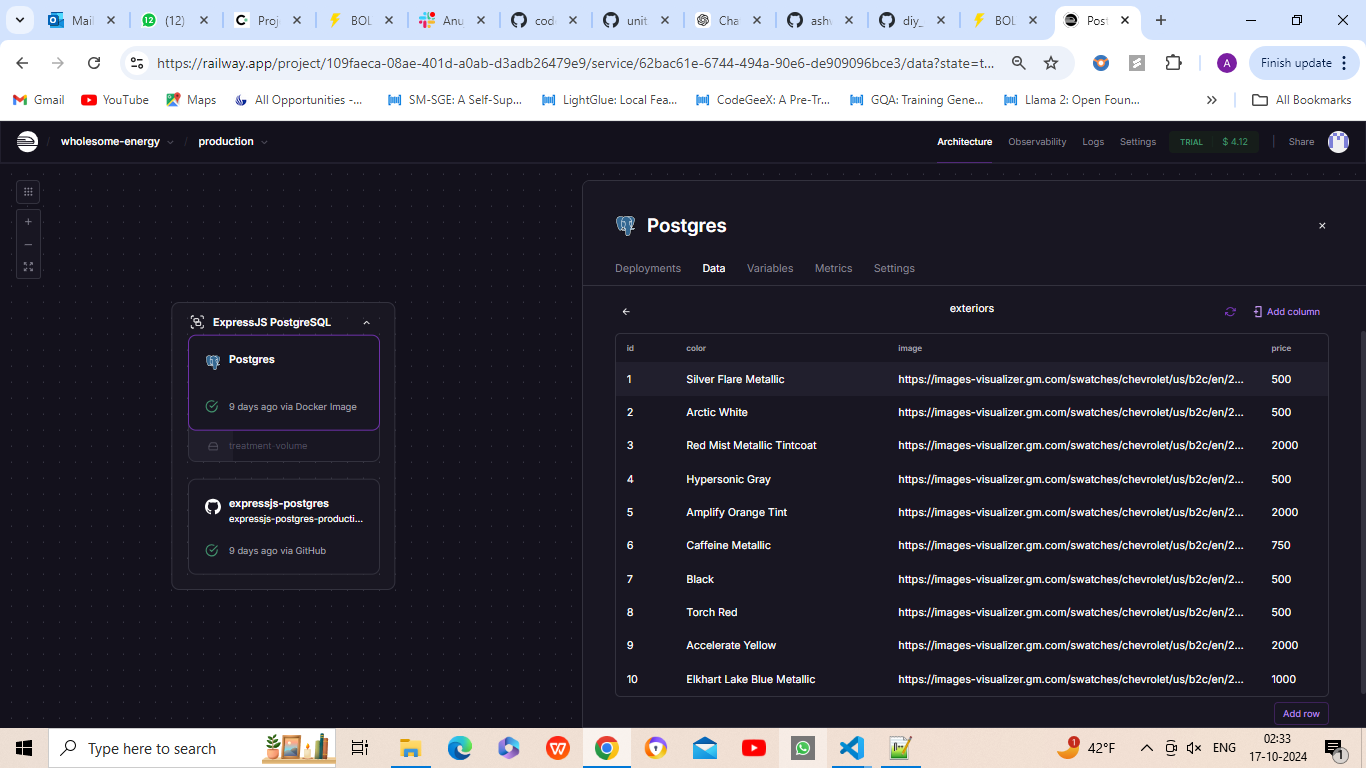 Mail
(12)
Proj
BOL
Anu
cod
unit
Cha
ashv
diy_
BOL
Post
https://railway.app/project/109faeca-08ae-401d-a0ab-d3adb26479e9/service/62bac61e-6744-494a-90e6-de909096bce3/data?state=t...
A
Finish update
Gmail
YouTube
Maps
All Opportunities -...
SM-SGE: A Self-Sup...
LightGlue: Local Fea...
CodeGeeX: A Pre-Tr...
GQA: Training Gene...
Llama 2: Open Foun...
All Bookmarks
/ wholesome-energy / production
Architecture
Observability
Logs
Settings
TRIAL $ 4.12
Share
ExpressJS PostgreSQL
Postgres
9 days ago via Docker Image
treatment-volume
expressjs-postgres
expressjs-postgres-producti...
9 days ago via GitHub
Postgres
Deployments Data Variables Metrics Settings
exteriors
Add column
id color image price
1 Silver Flare Metallic https://images-visualizer.gm.com/swatches/chevrolet/us/b2c/en/2... 500
2 Arctic White https://images-visualizer.gm.com/swatches/chevrolet/us/b2c/en/2... 500
3 Red Mist Metallic Tintcoat https://images-visualizer.gm.com/swatches/chevrolet/us/b2c/en/2... 2000
4 Hypersonic Gray https://images-visualizer.gm.com/swatches/chevrolet/us/b2c/en/2... 500
5 Amplify Orange Tint https://images-visualizer.gm.com/swatches/chevrolet/us/b2c/en/2... 2000
6 Caffeine Metallic https://images-visualizer.gm.com/swatches/chevrolet/us/b2c/en/2... 750
7 Black https://images-visualizer.gm.com/swatches/chevrolet/us/b2c/en/2... 500
8 Torch Red https://images-visualizer.gm.com/swatches/chevrolet/us/b2c/en/2... 500
9 Accelerate Yellow https://images-visualizer.gm.com/swatches/chevrolet/us/b2c/en/2... 2000
10 Elkhart Lake Blue Metallic https://images-visualizer.gm.com/swatches/chevrolet/us/b2c/en/2... 1000
Add row
Type here to search
1
42°F
ENG
02:33
17-10-2024
1